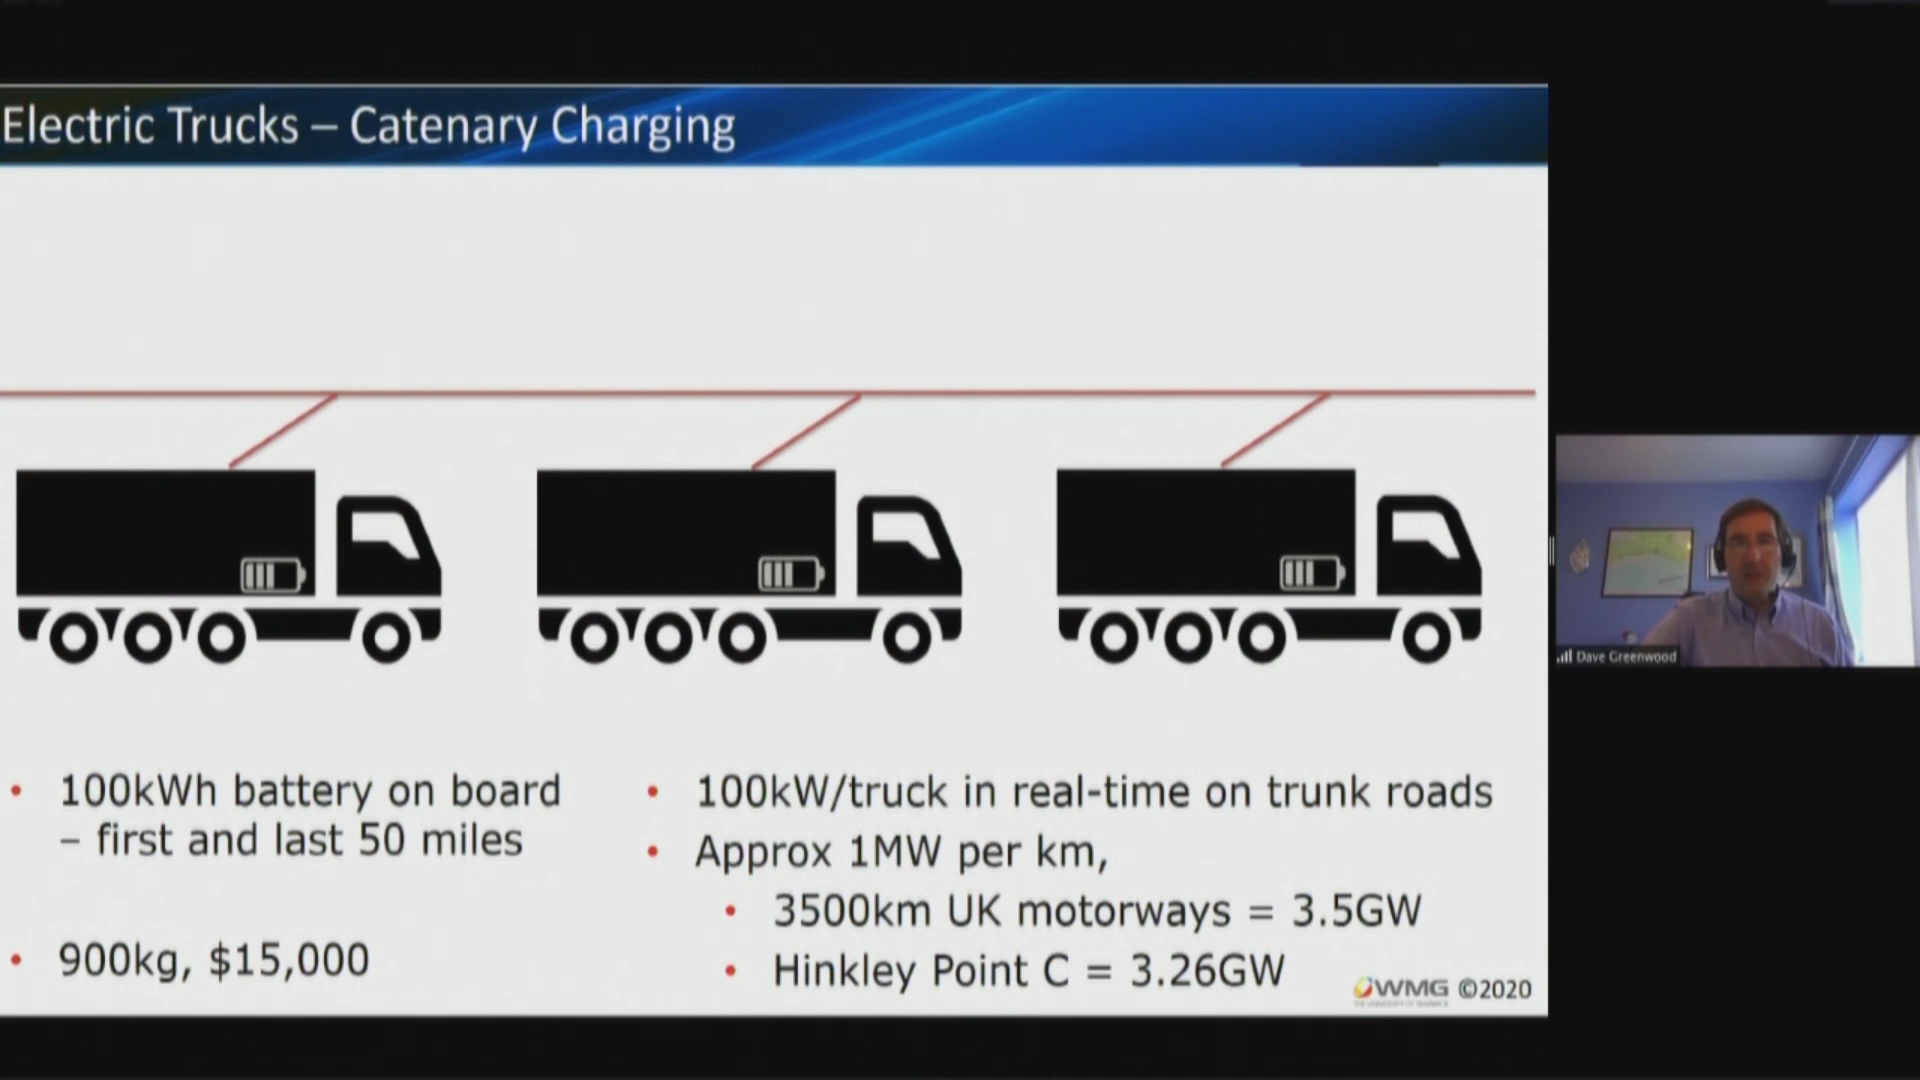 Electric Trucks – Catenary Charging
• 100kWh battery on board
– first and last 50 miles
• 900kg, $15,000
• 100kW/truck in real-time on trunk roads
• Approx 1MW per km,
• 3500km UK motorways = 3.5GW
• Hinkley Point C = 3.26GW
WMG ©2020
Dave Greenwood